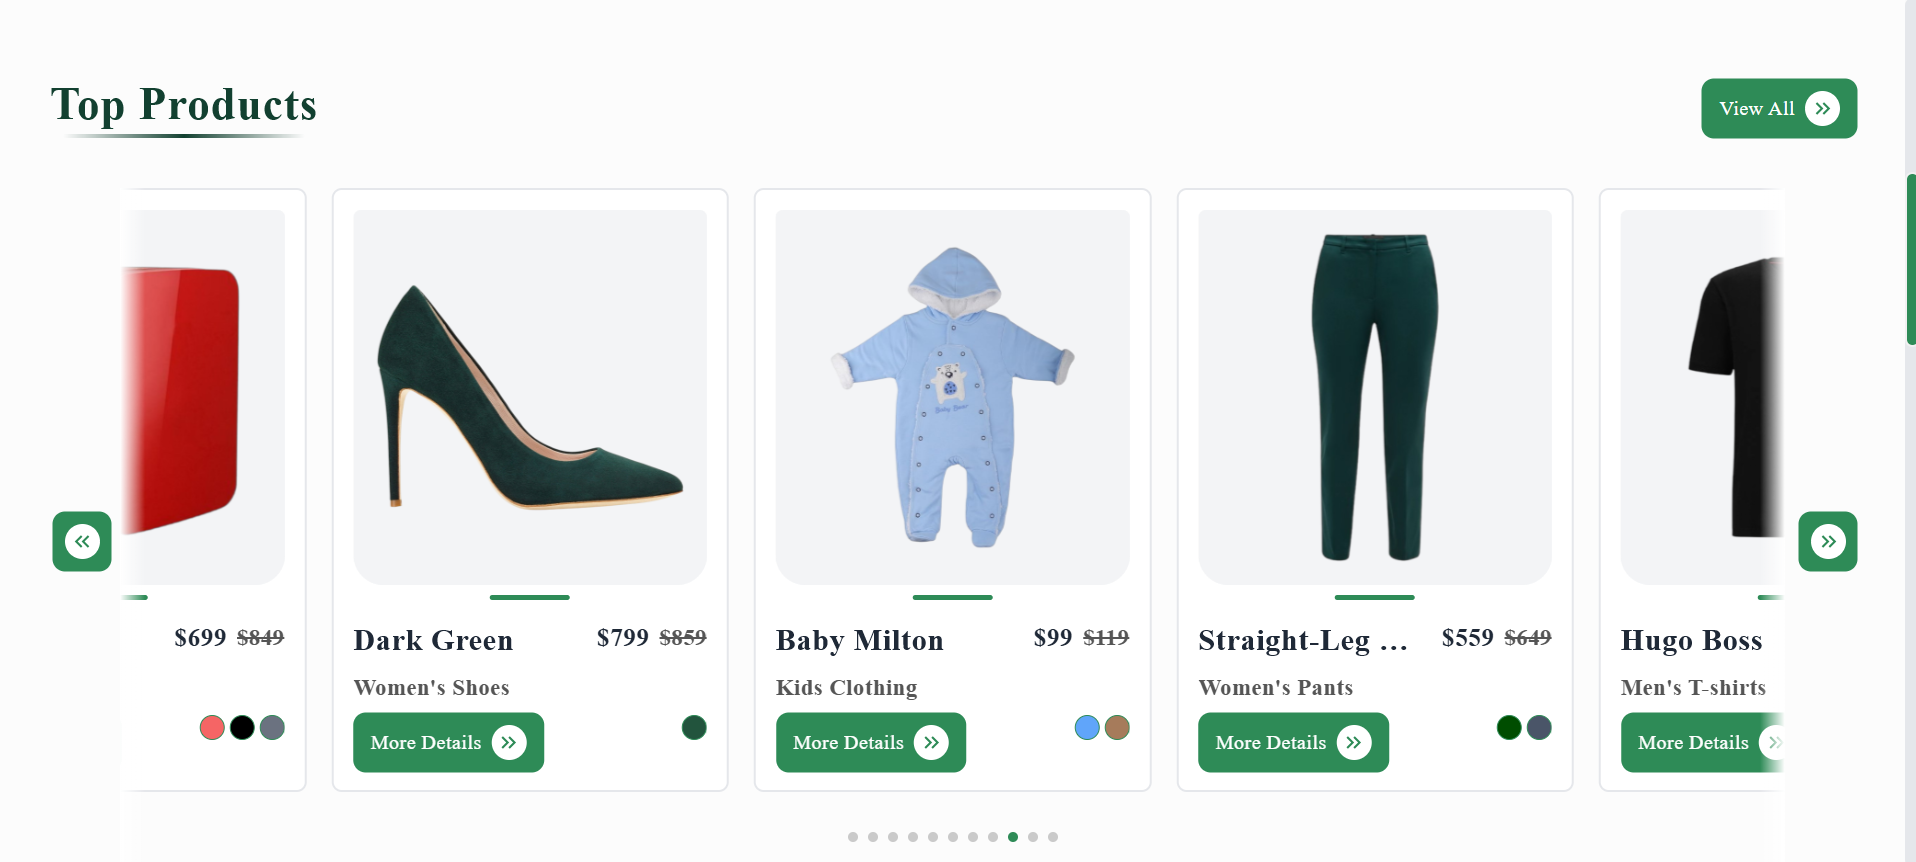 Top Products
View All
$699 $849
Dark Green $799 $859
Women's Shoes
More Details
Baby Milton $99 $119
Kids Clothing
More Details
Straight-Leg ... $559 $649
Women's Pants
More Details
Hugo Boss
Men's T-shirts
More Details